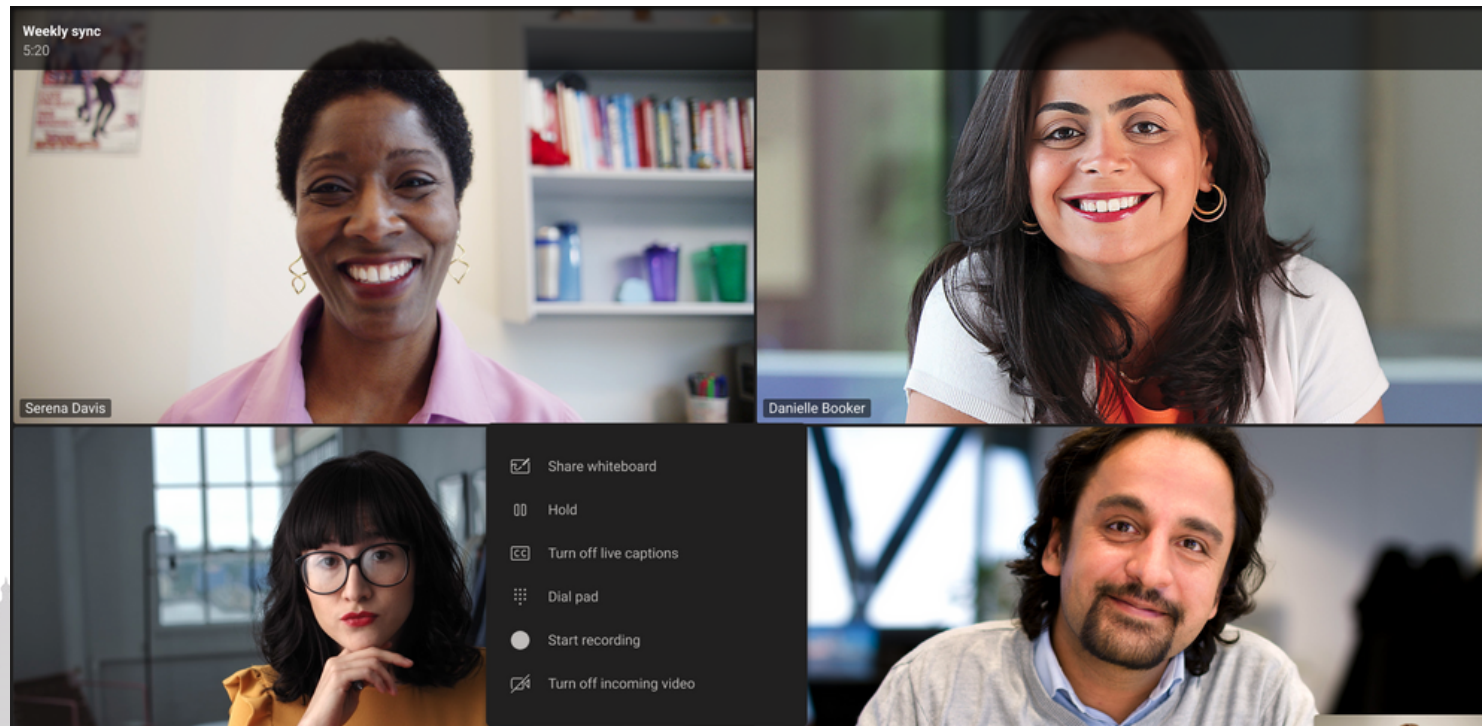 Weekly sync
5:20
Serena Davis
Danielle Booker
Share whiteboard
Hold
CC
Turn off live captions
Dial pad
Start recording
Turn off incoming video